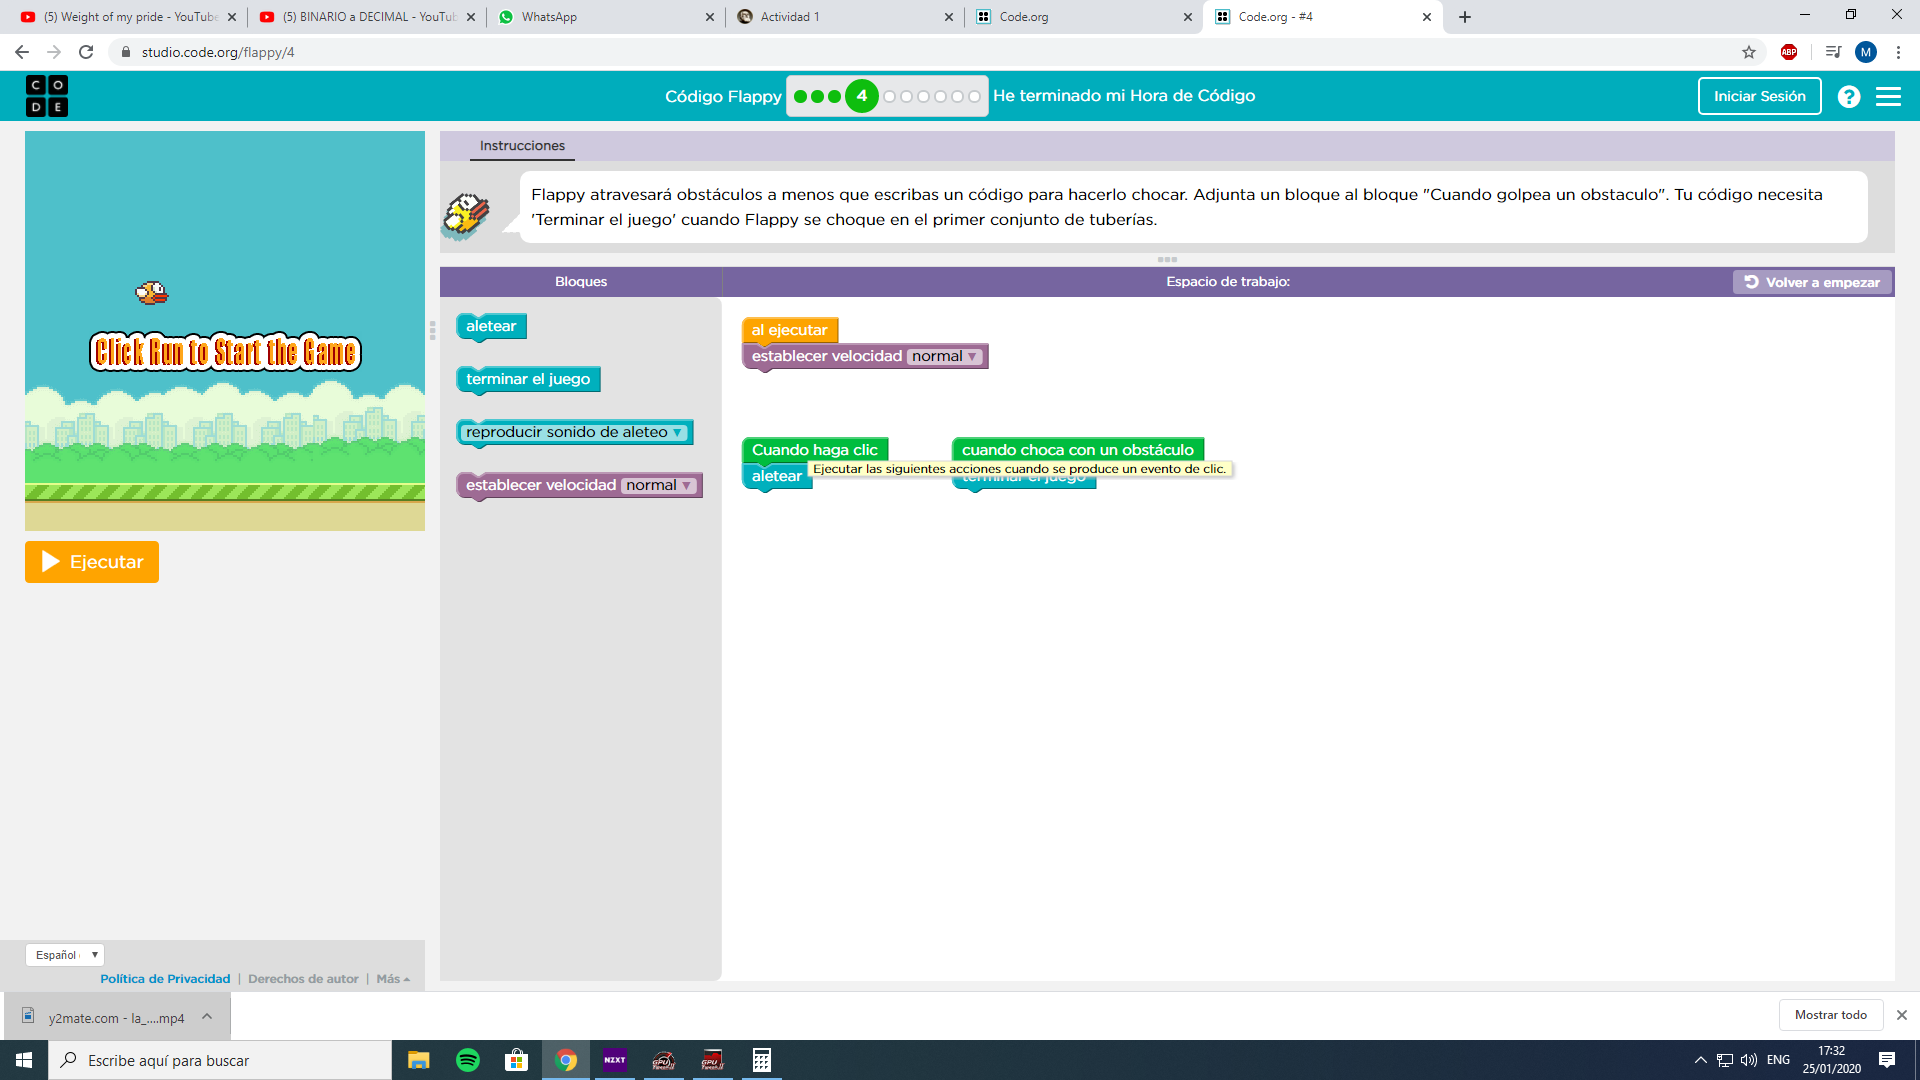 (5) Weight of my pride - YouTube
(5) BINARIO a DECIMAL - YouTub
WhatsApp
Actividad 1
Code.org
Code.org - #4
studio.code.org/flappy/4
ABP
M
C O
D E
Código Flappy
4
He terminado mi Hora de Código
Iniciar Sesión
?
Instrucciones
Flappy atravesará obstáculos a menos que escribas un código para hacerlo chocar. Adjunta un bloque al bloque "Cuando golpea un obstaculo". Tu código necesita
'Terminar el juego' cuando Flappy se choque en el primer conjunto de tuberías.
Bloques
Espacio de trabajo:
Volver a empezar
aletear
terminar el juego
reproducir sonido de aleteo
establecer velocidad normal
al ejecutar
establecer velocidad normal
Cuando haga clic
aletear
cuando choca con un obstáculo
terminar el juego
Ejecutar las siguientes acciones cuando se produce un evento de clic.
Click Run to Start the Game
Ejecutar
Español
Política de Privacidad | Derechos de autor | Más
y2mate.com - la_....mp4
Mostrar todo
Escribe aquí para buscar
NZXT
GPU
GPU
ENG
17:32
25/01/2020